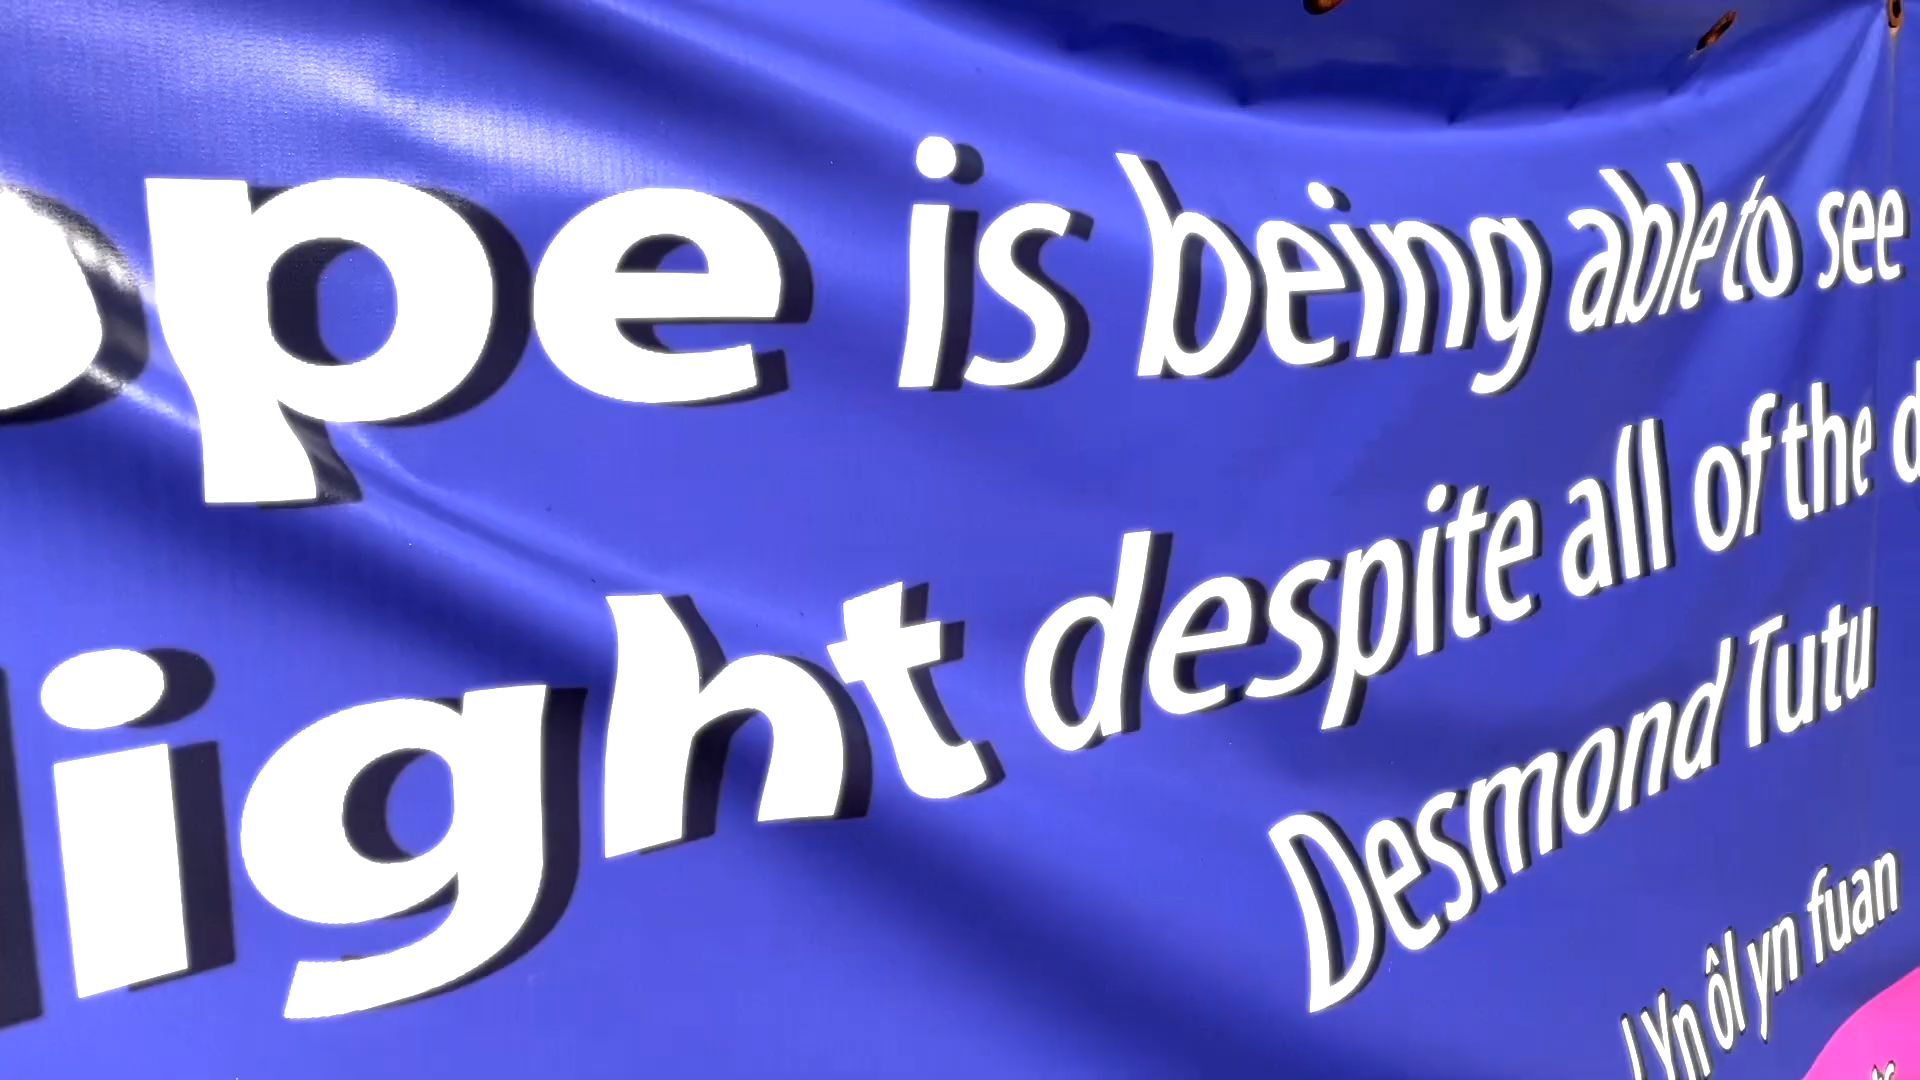 ope is being able to see
light despite all of the d
Desmond Tutu
| Yn ôl yn fuan